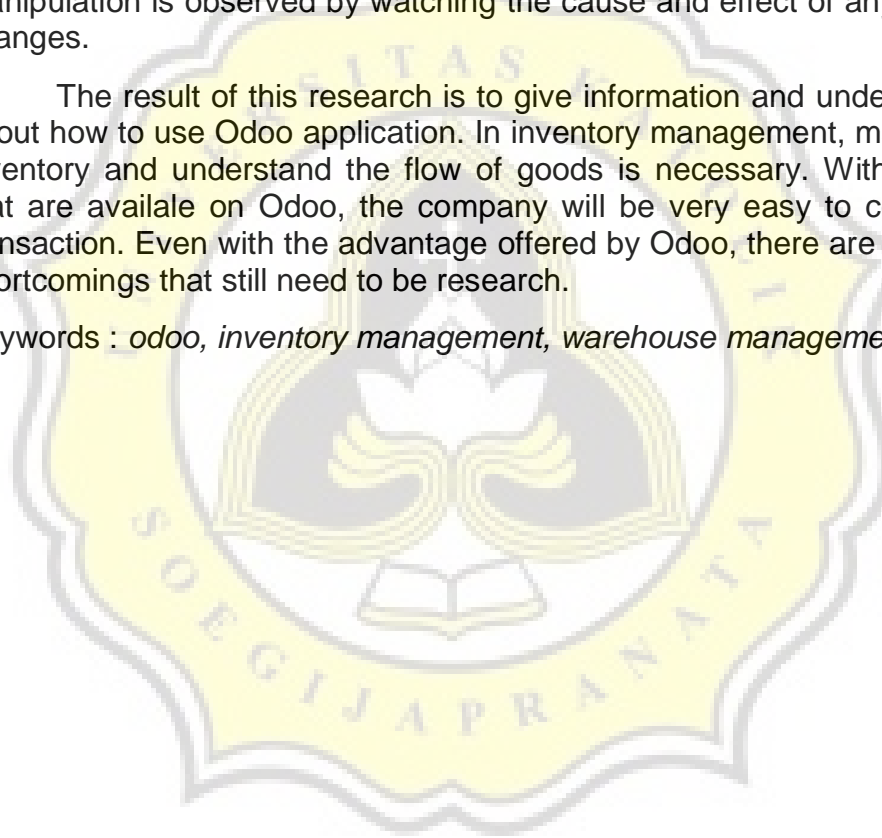 anipulation is observed by watching the cause and effect of any
anges.
The result of this research is to give information and unde
out how to use Odoo application. In inventory management, m
ventory and understand the flow of goods is necessary. With
at are availale on Odoo, the company will be very easy to c
nsaction. Even with the advantage offered by Odoo, there are
ortcomings that still need to be research.
ywords : odoo, inventory management, warehouse manageme
SOEGIJAPRANATA